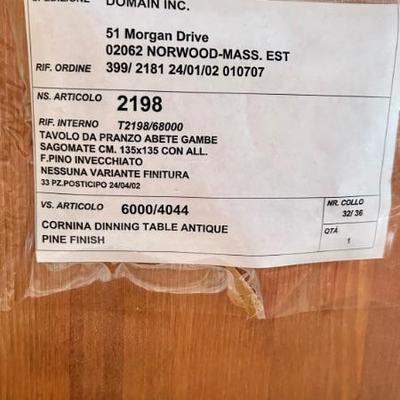 DOMAIN INC.
51 Morgan Drive
02062 NORWOOD-MASS. EST
RIF. ORDINE 399/ 2181 24/01/02 010707
NS. ARTICOLO 2198
RIF. INTERNO T2198/68000
TAVOLO DA PRANZO ABETE GAMBE
SAGOMATE CM. 135x135 CON ALL.
F.PINO INVECCHIATO
NESSUNA VARIANTE FINITURA
33 PZ.POSTICIPO 24/04/02
VS. ARTICOLO 6000/4044 NR. COLLO
32/ 36
CORNINA DINNING TABLE ANTIQUE QTÀ
PINE FINISH 1